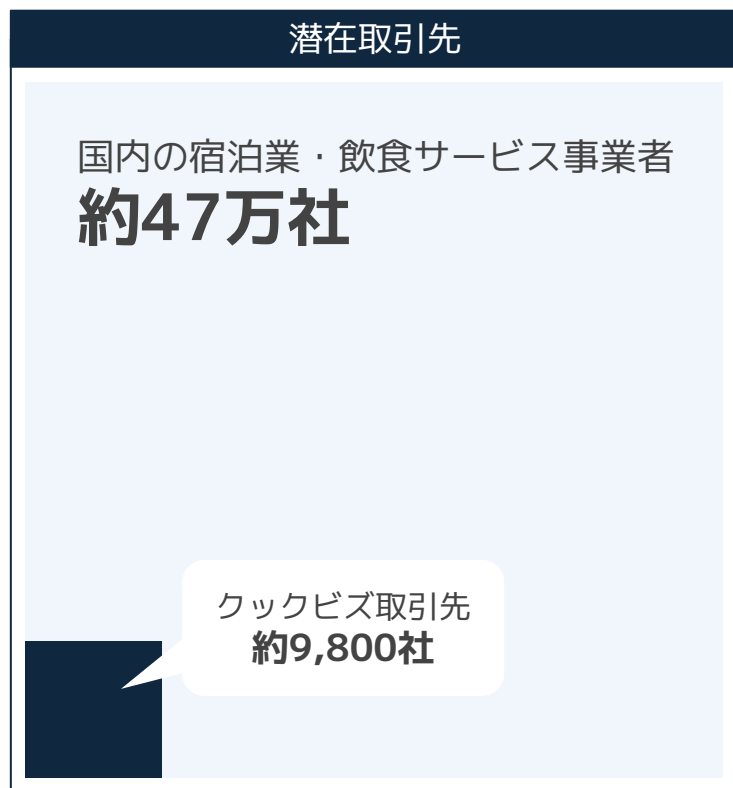 潜在取引先
国内の宿泊業・飲食サービス事業者
約47万社
クックビズ取引先
約9,800社